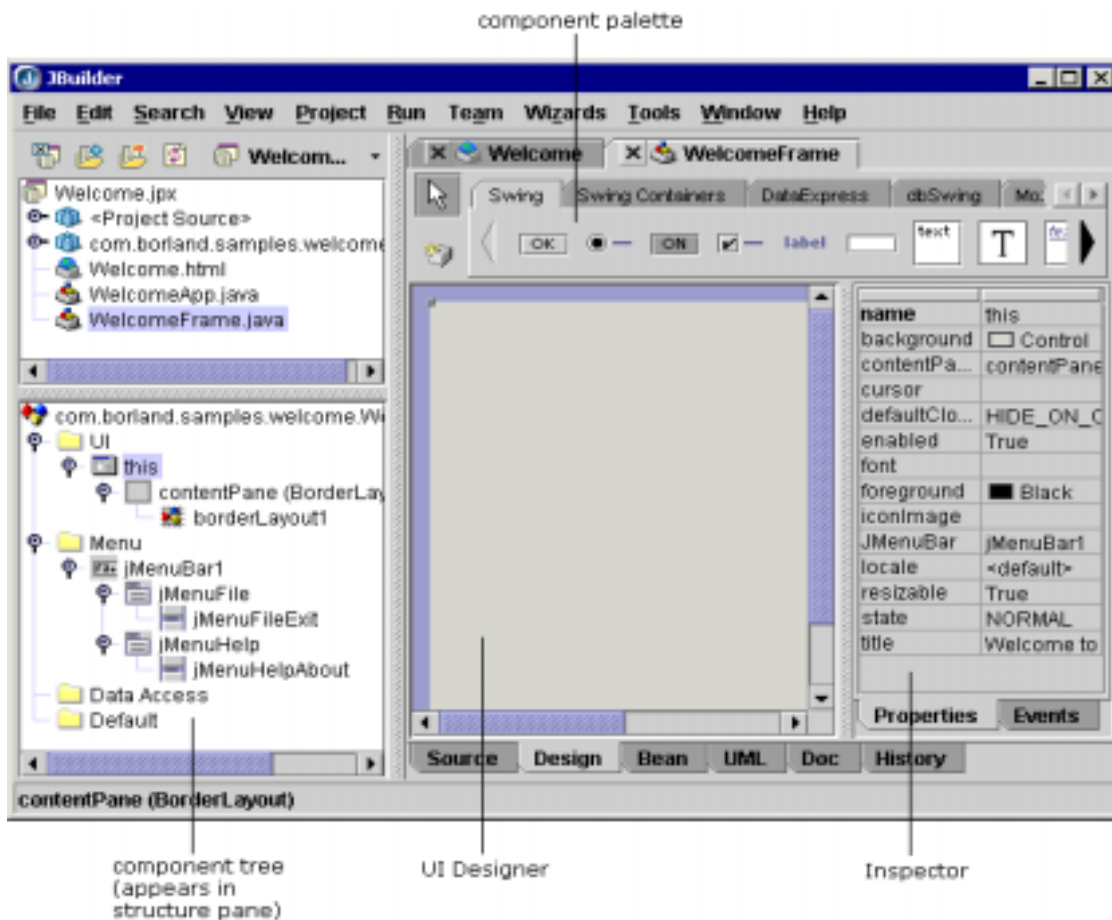 component palette
JBuilder
File Edit Search View Project Run Team Wizards Tools Window Help
Welcom...
Welcome.jpx
<Project Source>
com.borland.samples.welcome
Welcome.html
WelcomeApp.java
WelcomeFrame.java
com.borland.samples.welcome.We
UI
this
contentPane (BorderLay
borderLayout1
Menu
jMenuBar1
jMenuFile
jMenuFileExit
jMenuHelp
jMenuHelpAbout
Data Access
Default
Welcome WelcomeFrame
Swing Swing Containers DataExpress dbSwing
OK ON label text T
name this
background Control
contentPa... contentPane
cursor
defaultClo... HIDE_ON_C
enabled True
font
foreground Black
iconImage
JMenuBar jMenuBar1
locale <default>
resizable True
state NORMAL
title Welcome to
Properties Events
Source Design Bean UML Doc History
contentPane (BorderLayout)
component tree
(appears in
structure pane)
UI Designer
Inspector